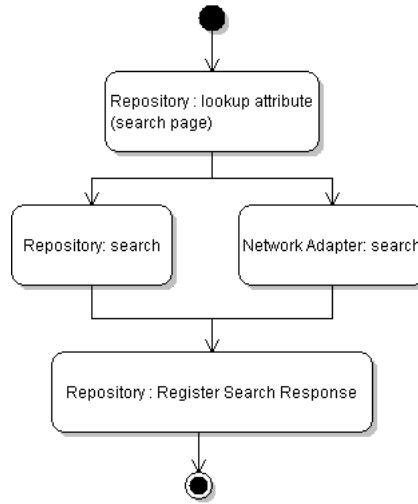 Repository : lookup attribute
(search page)
Repository: search
Network Adapter: search
Repository : Register Search Response